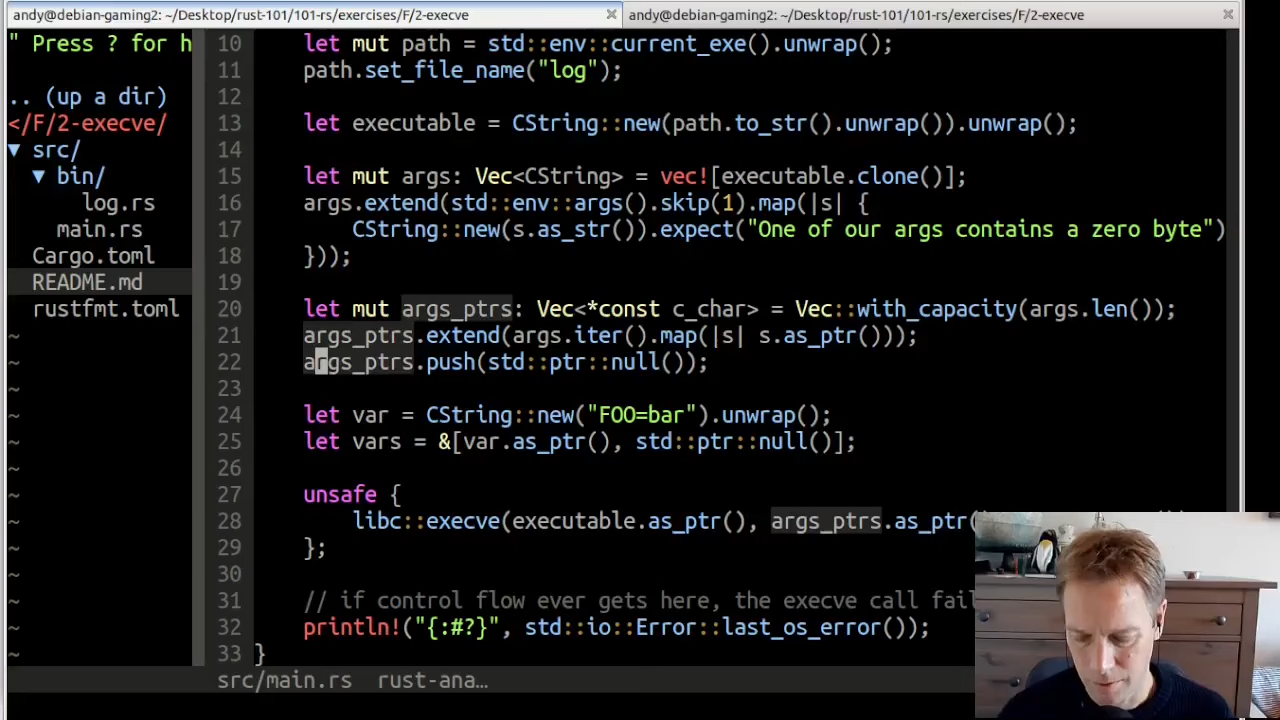 andy@debian-gaming2: ~/Desktop/rust-101/101-rs/exercises/F/2-execve
andy@debian-gaming2: ~/Desktop/rust-101/101-rs/exercises/F/2-execve
" Press ? for h
.. (up a dir)
</F/2-execve/
▼ src/
▼ bin/
log.rs
main.rs
Cargo.toml
README.md
rustfmt.toml
~
~
~
~
~
~
~
~
~
~
~
~
~
10 let mut path = std::env::current_exe().unwrap();
11 path.set_file_name("log");
12
13 let executable = CString::new(path.to_str().unwrap()).unwrap();
14
15 let mut args: Vec<CString> = vec![executable.clone()];
16 args.extend(std::env::args().skip(1).map(|s| {
17 CString::new(s.as_str()).expect("One of our args contains a zero byte")
18 }));
19
20 let mut args_ptrs: Vec<*const c_char> = Vec::with_capacity(args.len());
21 args_ptrs.extend(args.iter().map(|s| s.as_ptr()));
22 args_ptrs.push(std::ptr::null());
23
24 let var = CString::new("FOO=bar").unwrap();
25 let vars = &[var.as_ptr(), std::ptr::null()];
26
27 unsafe {
28 libc::execve(executable.as_ptr(), args_ptrs.as_ptr(
29 };
30
31 // if control flow ever gets here, the execve call fai
32 println!("{:#?}", std::io::Error::last_os_error());
33 }
src/main.rs rust-ana…